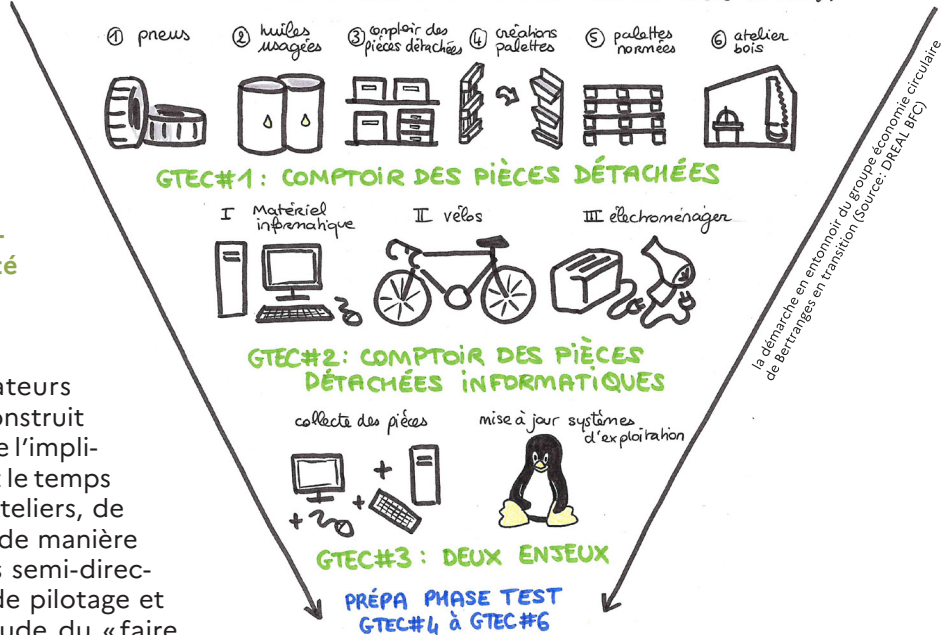 ① pneus
② huiles usagées
③ comptoir des pièces détachées
④ créations palettes
⑤ palettes normées
⑥ atelier bois
GTEC#1 : COMPTOIR DES PIÈCES DÉTACHÉES
I Matériel informatique
II vélos
III électroménager
GTEC#2 : COMPTOIR DES PIÈCES
DÉTACHÉES INFORMATIQUES
collecte des pièces
mise à jour systèmes
d'exploitation
GTEC#3 : DEUX ENJEUX
PRÉPA PHASE TEST
GTEC#4 à GTEC#6
la démarche en entonnoir du groupe économie circulaire
de Bertranges en transition (Source : DREAL BFC)
té
ateurs
onstruit
e l'impli-
t le temps
teliers, de
de manière
s semi-direc-
de pilotage et
ude du « faire